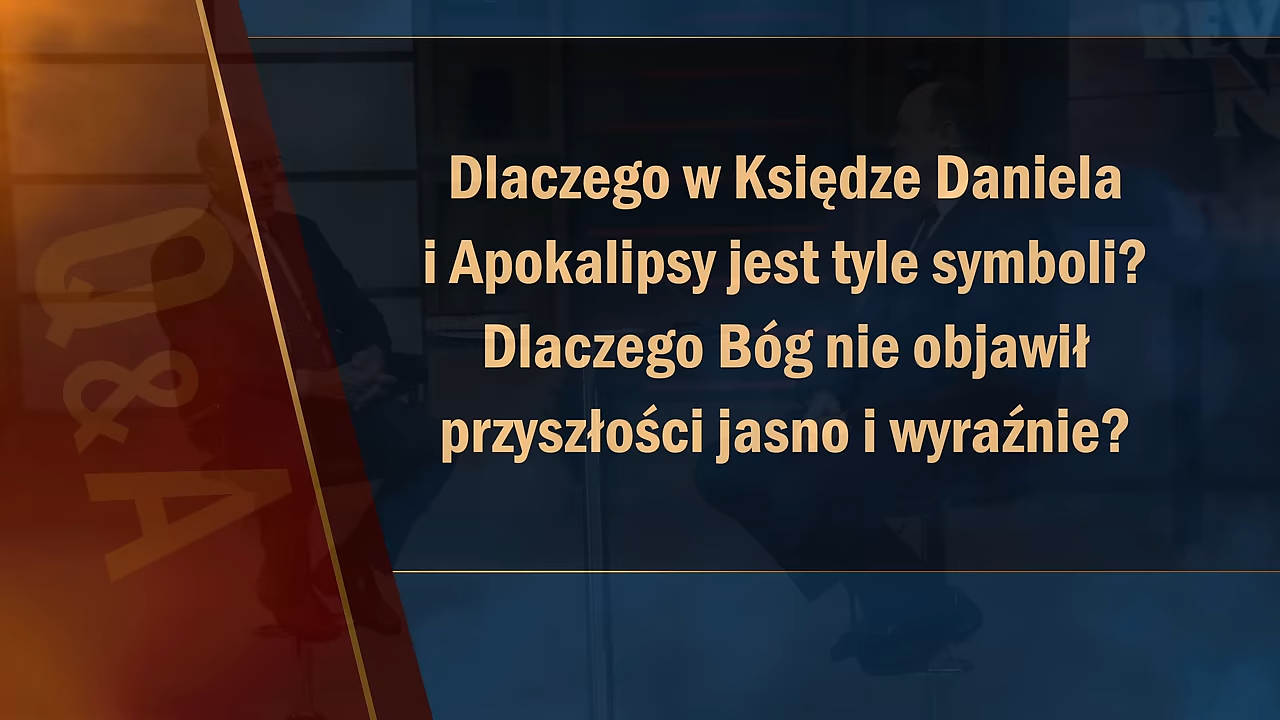 Dlaczego w Księdze Daniela
i Apokalipsy jest tyle symboli?
Dlaczego Bóg nie objawił
przyszłości jasno i wyraźnie?
Q&A